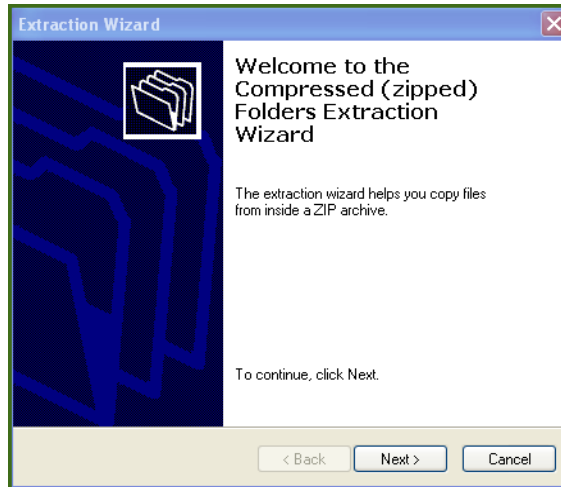 Extraction Wizard
Welcome to the
Compressed (zipped)
Folders Extraction
Wizard
The extraction wizard helps you copy files
from inside a ZIP archive.
To continue, click Next.
< Back
Next >
Cancel